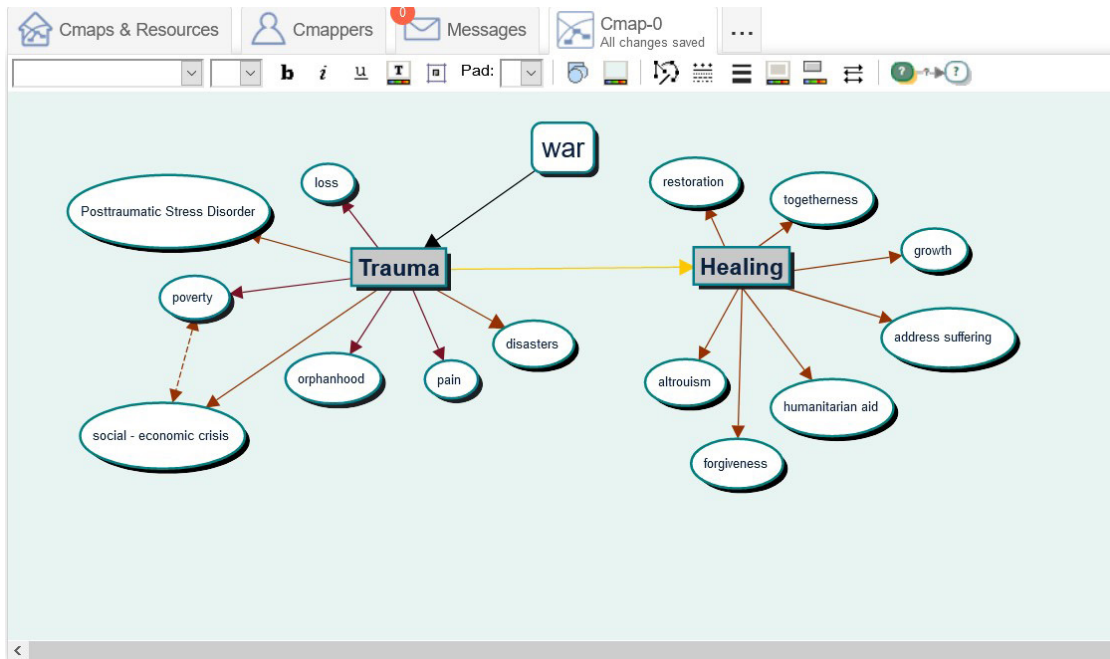 0
Cmaps & Resources
Cmappers
Messages
Cmap-0
All changes saved
...
b i u T a Pad:
? -?- ?
war
loss
restoration
togetherness
Posttraumatic Stress Disorder
growth
Trauma
Healing
poverty
address suffering
disasters
orphanhood
pain
altrouism
humanitarian aid
social - economic crisis
forgiveness